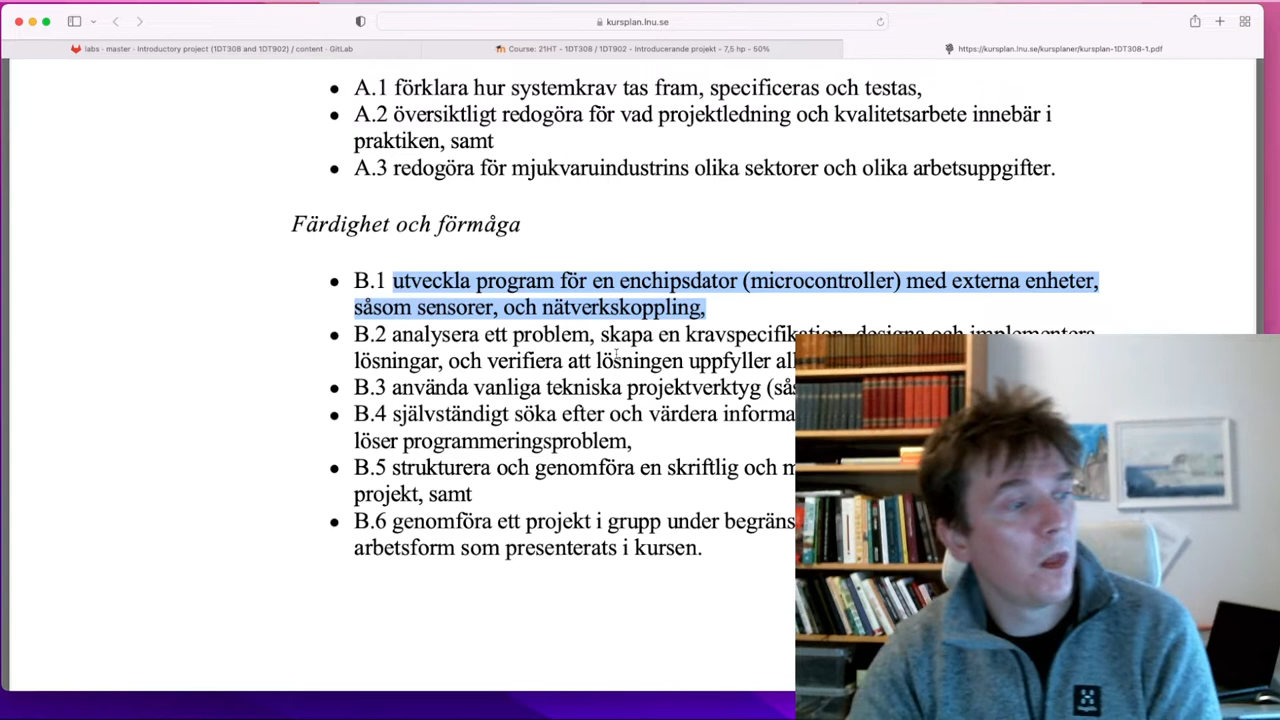 kursplan.lnu.se
labs · master · Introductory project (1DT308 and 1DT902) / content · GitLab
Course: 21HT - 1DT308 / 1DT902 - Introducerande projekt - 7,5 hp - 50%
https://kursplan.lnu.se/kursplaner/kursplan-1DT308-1.pdf
• A.1 förklara hur systemkrav tas fram, specificeras och testas,
• A.2 översiktligt redogöra för vad projektledning och kvalitetsarbete innebär i
praktiken, samt
• A.3 redogöra för mjukvaruindustrins olika sektorer och olika arbetsuppgifter.
Färdighet och förmåga
• B.1 utveckla program för en enchipsdator (microcontroller) med externa enheter,
såsom sensorer, och nätverkskoppling,
• B.2 analysera ett problem, skapa en kravspecifikation, designa och implementera
lösningar, och verifiera att lösningen uppfyller
• B.3 använda vanliga tekniska projektverktyg
• B.4 självständigt söka efter och värdera
löser programmeringsproblem,
• B.5 strukturera och genomföra en skriftlig och
projekt, samt
• B.6 genomföra ett projekt i grupp under
arbetsform som presenterats i kursen.